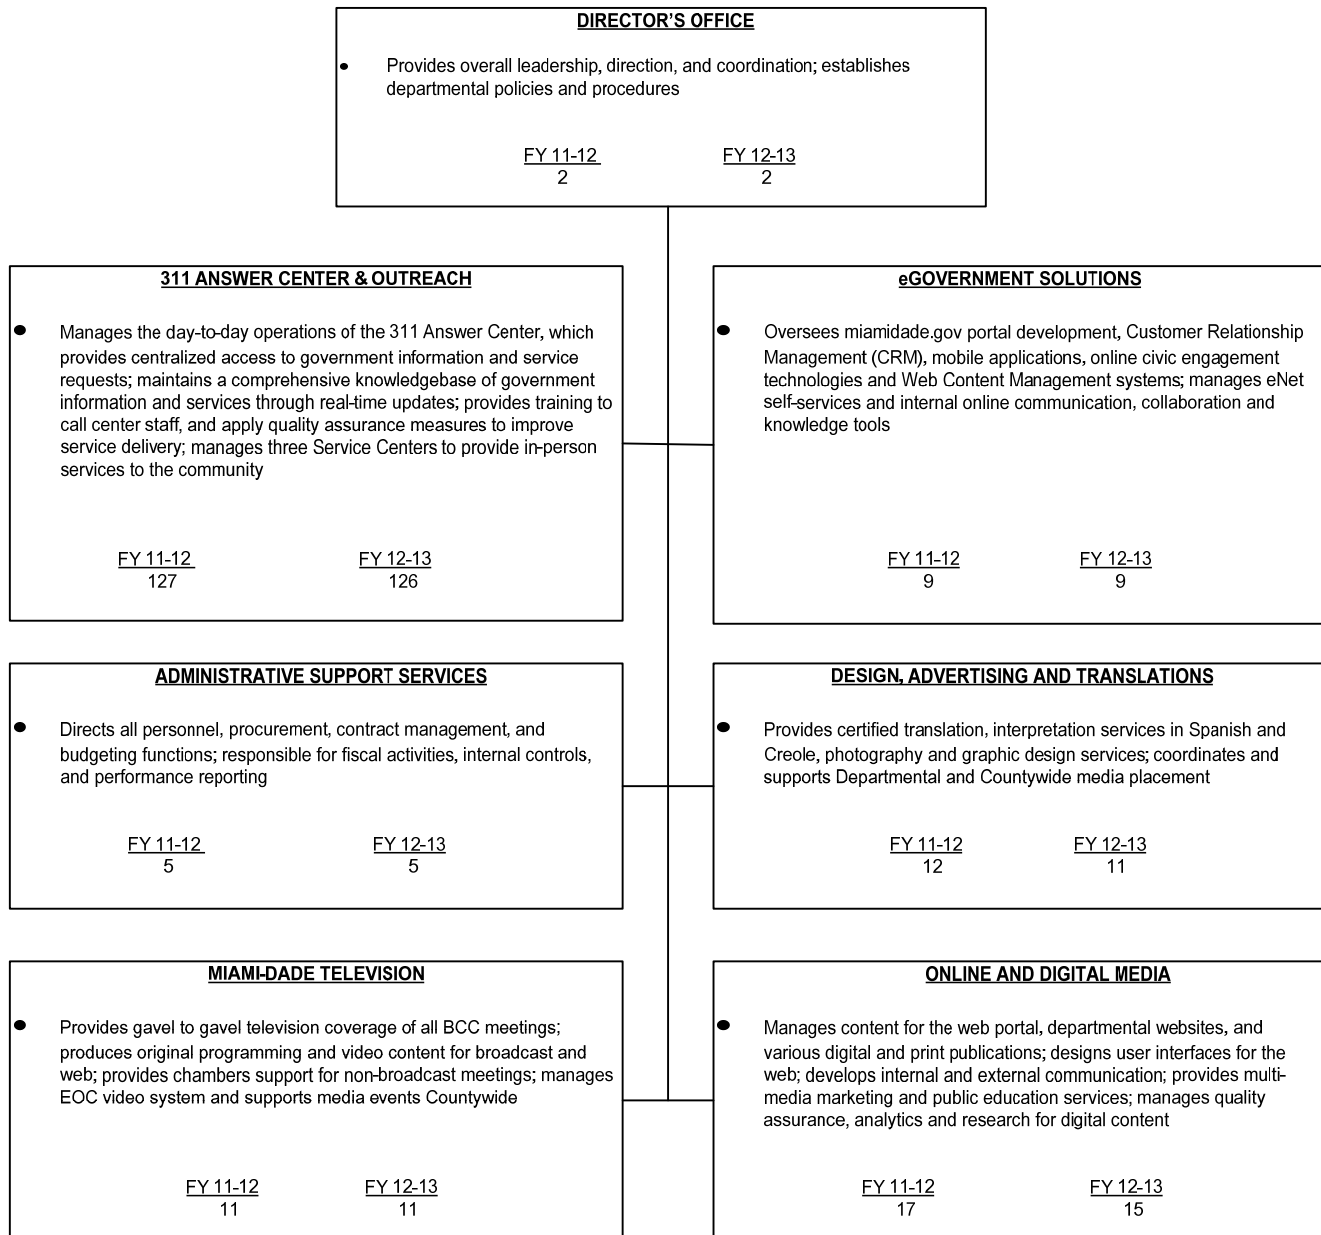 DIRECTOR'S OFFICE
• Provides overall leadership, direction, and coordination; establishes
departmental policies and procedures
FY 11-12 FY 12-13
2 2
311 ANSWER CENTER & OUTREACH
• Manages the day-to-day operations of the 311 Answer Center, which
provides centralized access to government information and service
requests; maintains a comprehensive knowledgebase of government
information and services through real-time updates; provides training to
call center staff, and apply quality assurance measures to improve
service delivery; manages three Service Centers to provide in-person
services to the community
FY 11-12 FY 12-13
127 126
eGOVERNMENT SOLUTIONS
• Oversees miamidade.gov portal development, Customer Relationship
Management (CRM), mobile applications, online civic engagement
technologies and Web Content Management systems; manages eNet
self-services and internal online communication, collaboration and
knowledge tools
FY 11-12 FY 12-13
9 9
ADMINISTRATIVE SUPPORT SERVICES
• Directs all personnel, procurement, contract management, and
budgeting functions; responsible for fiscal activities, internal controls,
and performance reporting
FY 11-12 FY 12-13
5 5
DESIGN, ADVERTISING AND TRANSLATIONS
• Provides certified translation, interpretation services in Spanish and
Creole, photography and graphic design services; coordinates and
supports Departmental and Countywide media placement
FY 11-12 FY 12-13
12 11
MIAMI-DADE TELEVISION
• Provides gavel to gavel television coverage of all BCC meetings;
produces original programming and video content for broadcast and
web; provides chambers support for non-broadcast meetings; manages
EOC video system and supports media events Countywide
FY 11-12 FY 12-13
11 11
ONLINE AND DIGITAL MEDIA
• Manages content for the web portal, departmental websites, and
various digital and print publications; designs user interfaces for the
web; develops internal and external communication; provides multi-
media marketing and public education services; manages quality
assurance, analytics and research for digital content
FY 11-12 FY 12-13
17 15